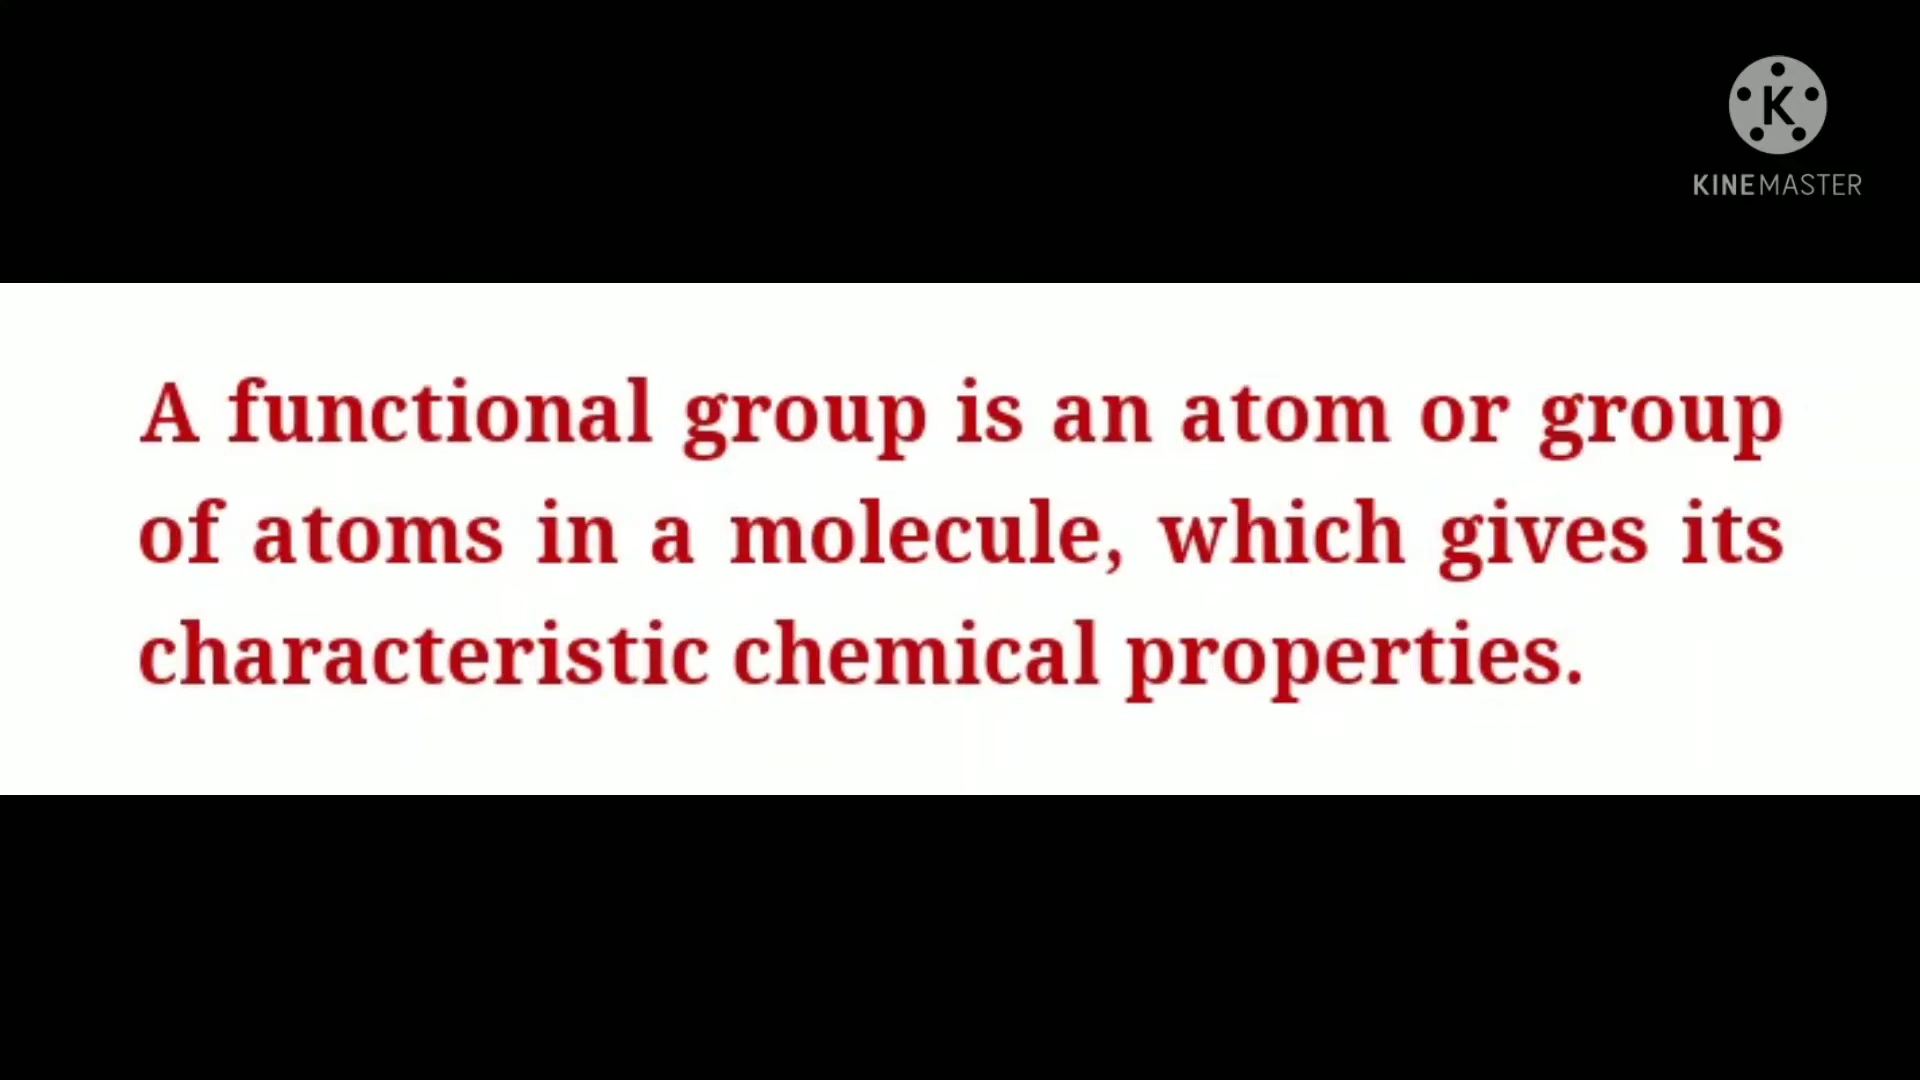 K
KINEMASTER
A functional group is an atom or group
of atoms in a molecule, which gives its
characteristic chemical properties.